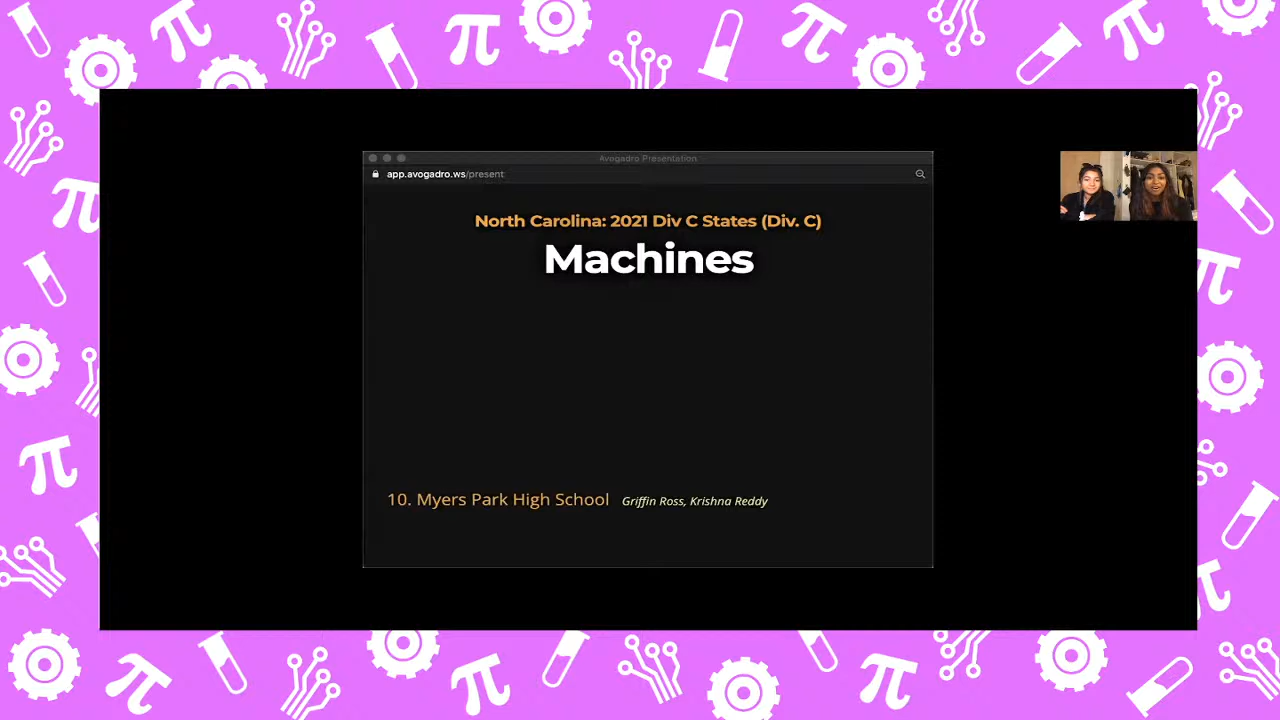 Avogadro Presentation
app.avogadro.ws/present
North Carolina: 2021 Div C States (Div. C)
Machines
10. Myers Park High School Griffin Ross, Krishna Reddy